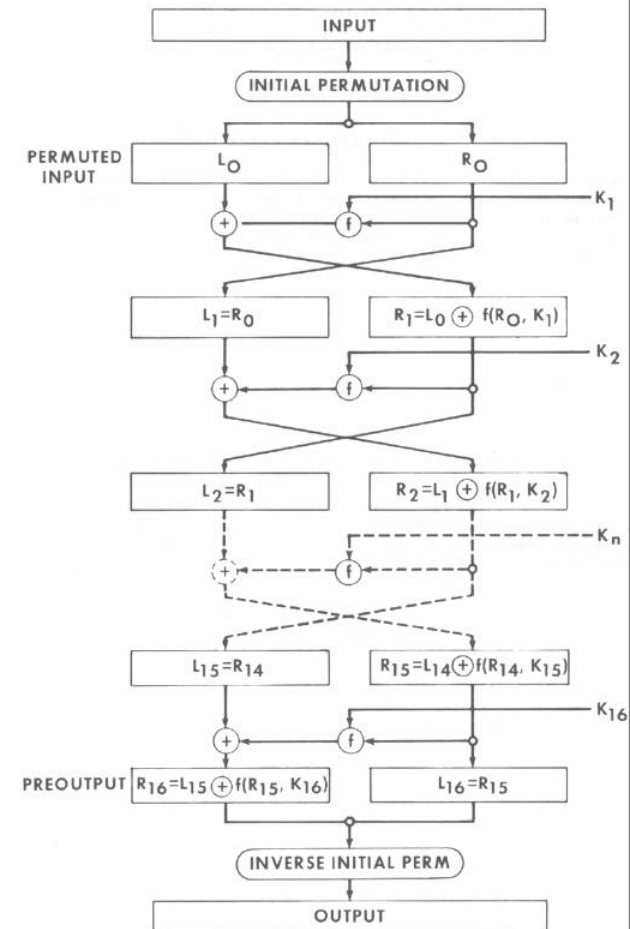 INPUT
INITIAL PERMUTATION
PERMUTED
INPUT
L₀
R₀
K₁
+
f
L₁=R₀
R₁=L₀ ⊕ f(R₀, K₁)
K₂
+
f
L₂=R₁
R₂=L₁ ⊕ f(R₁, K₂)
Kₙ
+
f
L₁₅=R₁₄
R₁₅=L₁₄⊕f(R₁₄, K₁₅)
K₁₆
+
f
PREOUTPUT
R₁₆=L₁₅⊕f(R₁₅, K₁₆)
L₁₆=R₁₅
INVERSE INITIAL PERM
OUTPUT